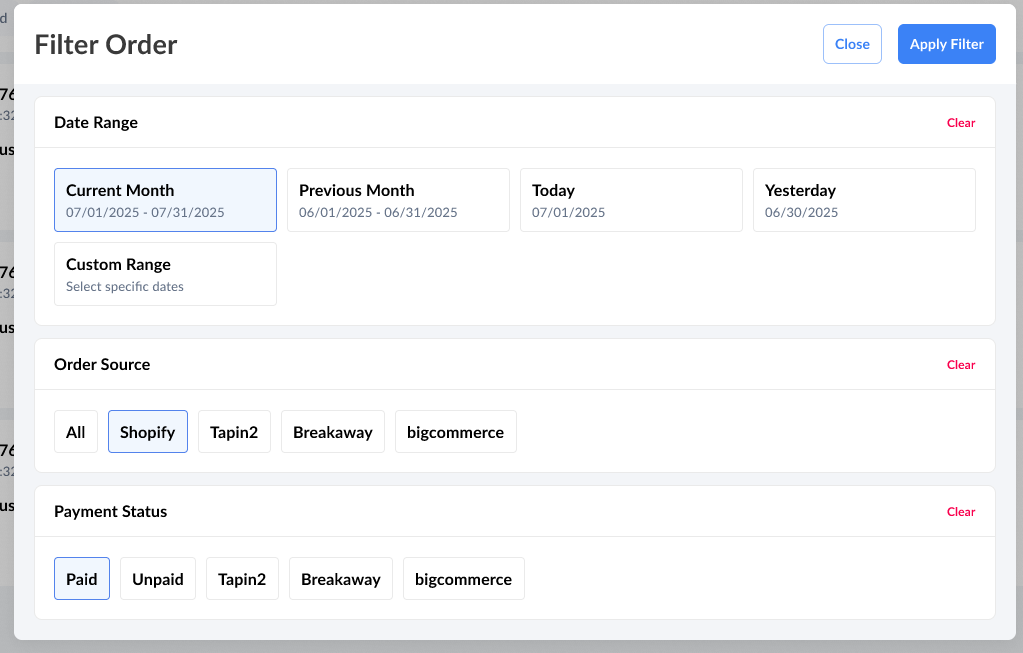 Filter Order
Close
Apply Filter
Date Range
Clear
Current Month
07/01/2025 - 07/31/2025
Previous Month
06/01/2025 - 06/31/2025
Today
07/01/2025
Yesterday
06/30/2025
Custom Range
Select specific dates
Order Source
Clear
All
Shopify
Tapin2
Breakaway
bigcommerce
Payment Status
Clear
Paid
Unpaid
Tapin2
Breakaway
bigcommerce